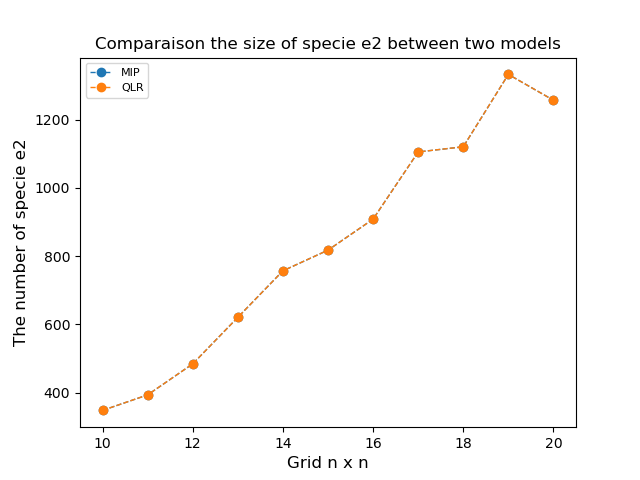 Comparaison the size of specie e2 between two models
MIP
QLR
The number of specie e2
1200
1000
800
600
400
10 12 14 16 18 20
Grid n x n